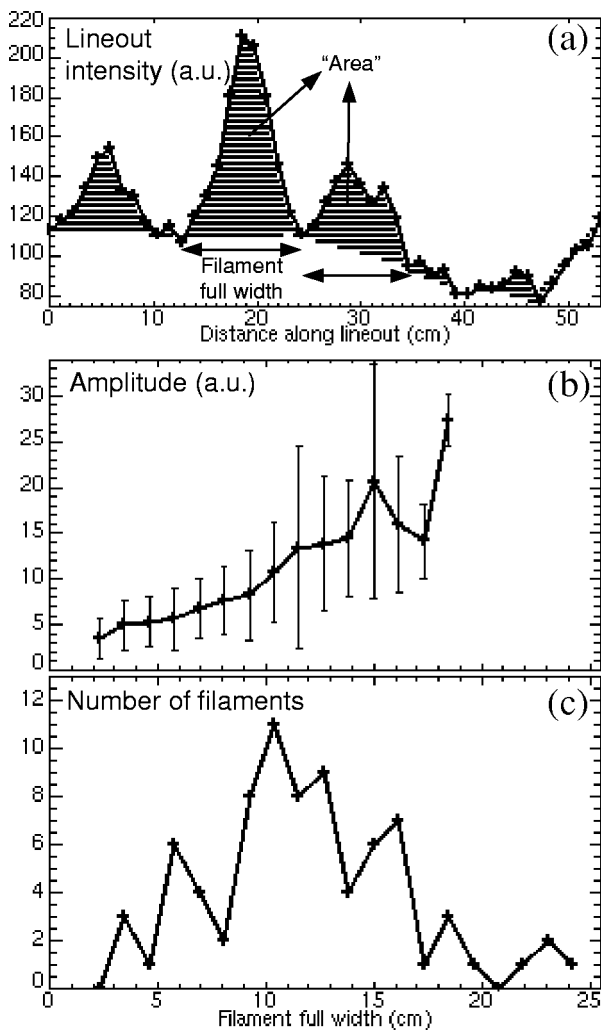 220
200
180
160
140
120
100
80
Lineout
intensity (a.u.)
(a)
“Area”
Filament
full width
0
10
20
30
40
50
Distance along lineout (cm)
Amplitude (a.u.)
(b)
30
25
20
15
10
5
0
Number of filaments
(c)
12
10
8
6
4
2
0
0
5
10
15
20
25
Filament full width (cm)